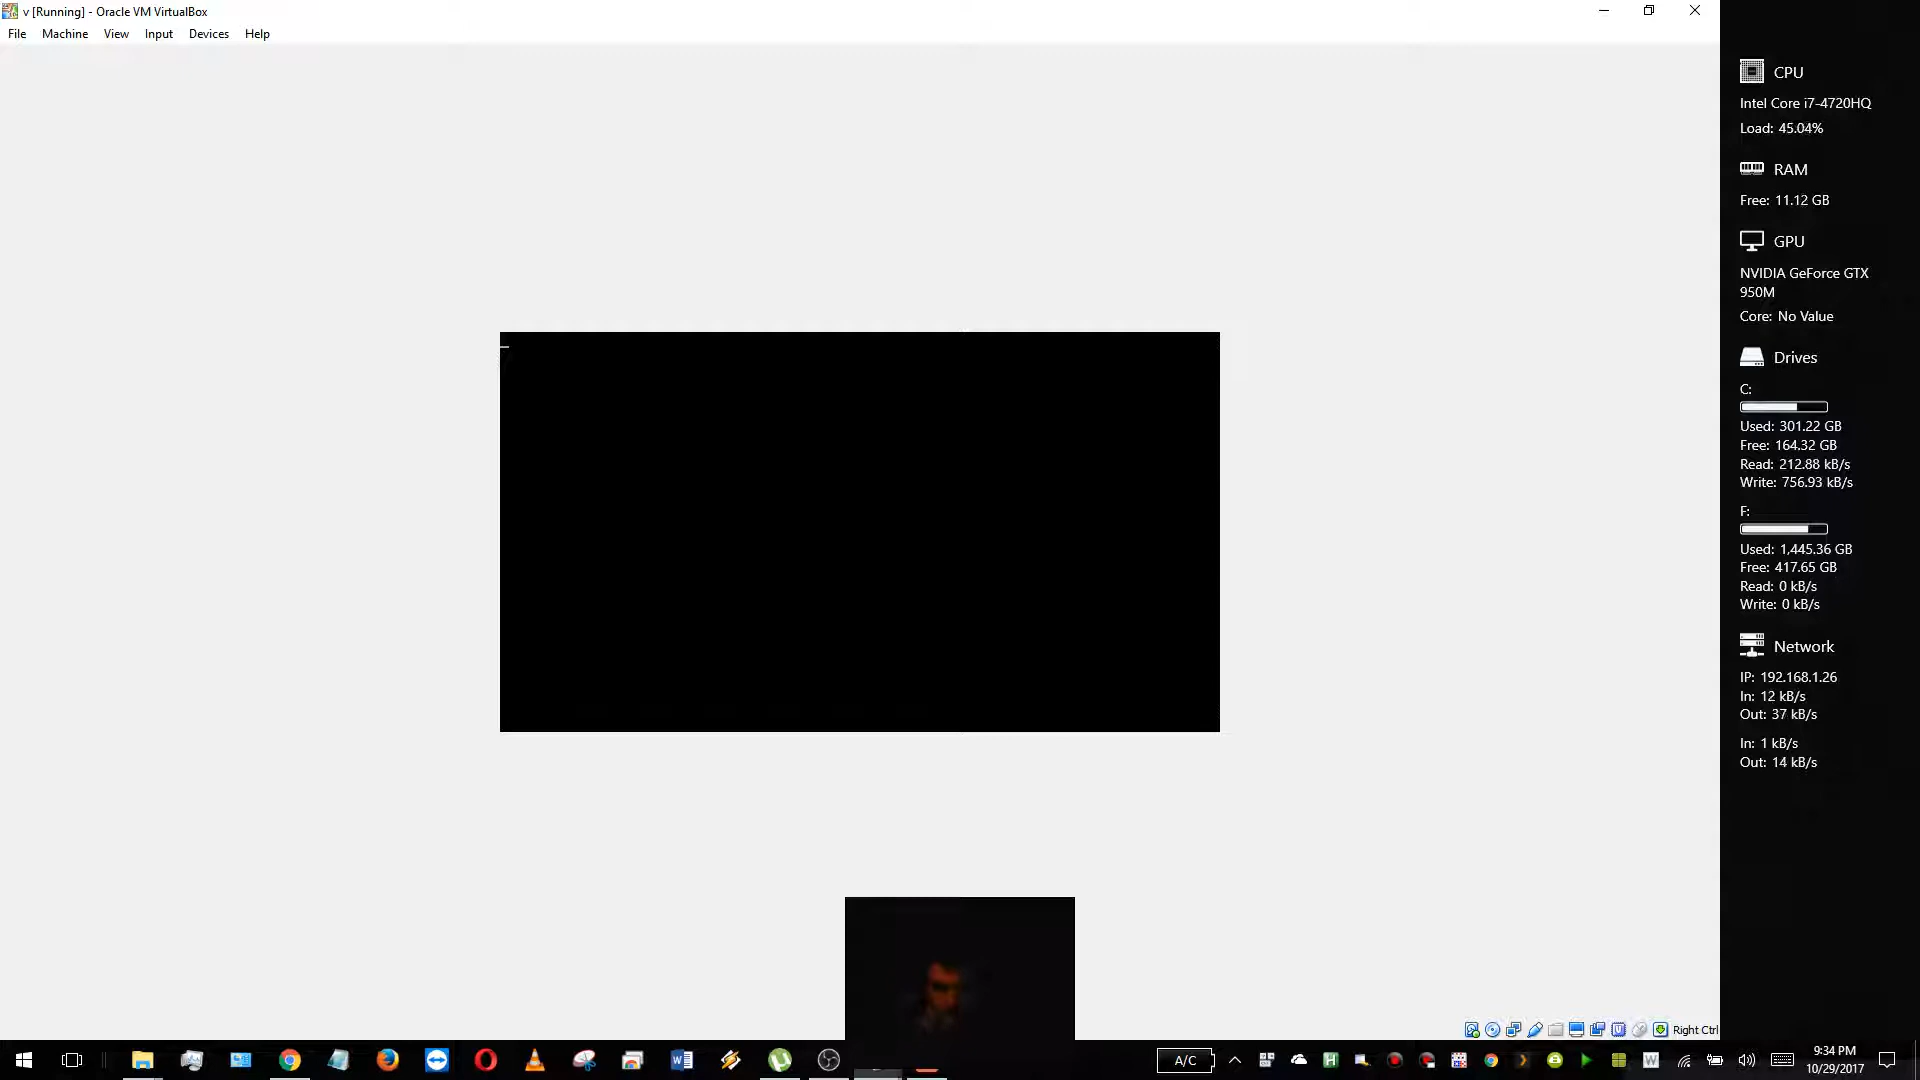 v [Running] - Oracle VM VirtualBox
File Machine View Input Devices Help
CPU
Intel Core i7-4720HQ
Load: 45.04%
RAM
Free: 11.12 GB
GPU
NVIDIA GeForce GTX
950M
Core: No Value
Drives
C:
Used: 301.22 GB
Free: 164.32 GB
Read: 212.88 kB/s
Write: 756.93 kB/s
F:
Used: 1,445.36 GB
Free: 417.65 GB
Read: 0 kB/s
Write: 0 kB/s
Network
IP: 192.168.1.26
In: 12 kB/s
Out: 37 kB/s
In: 1 kB/s
Out: 14 kB/s
Right Ctrl
A/C
9:34 PM
10/29/2017